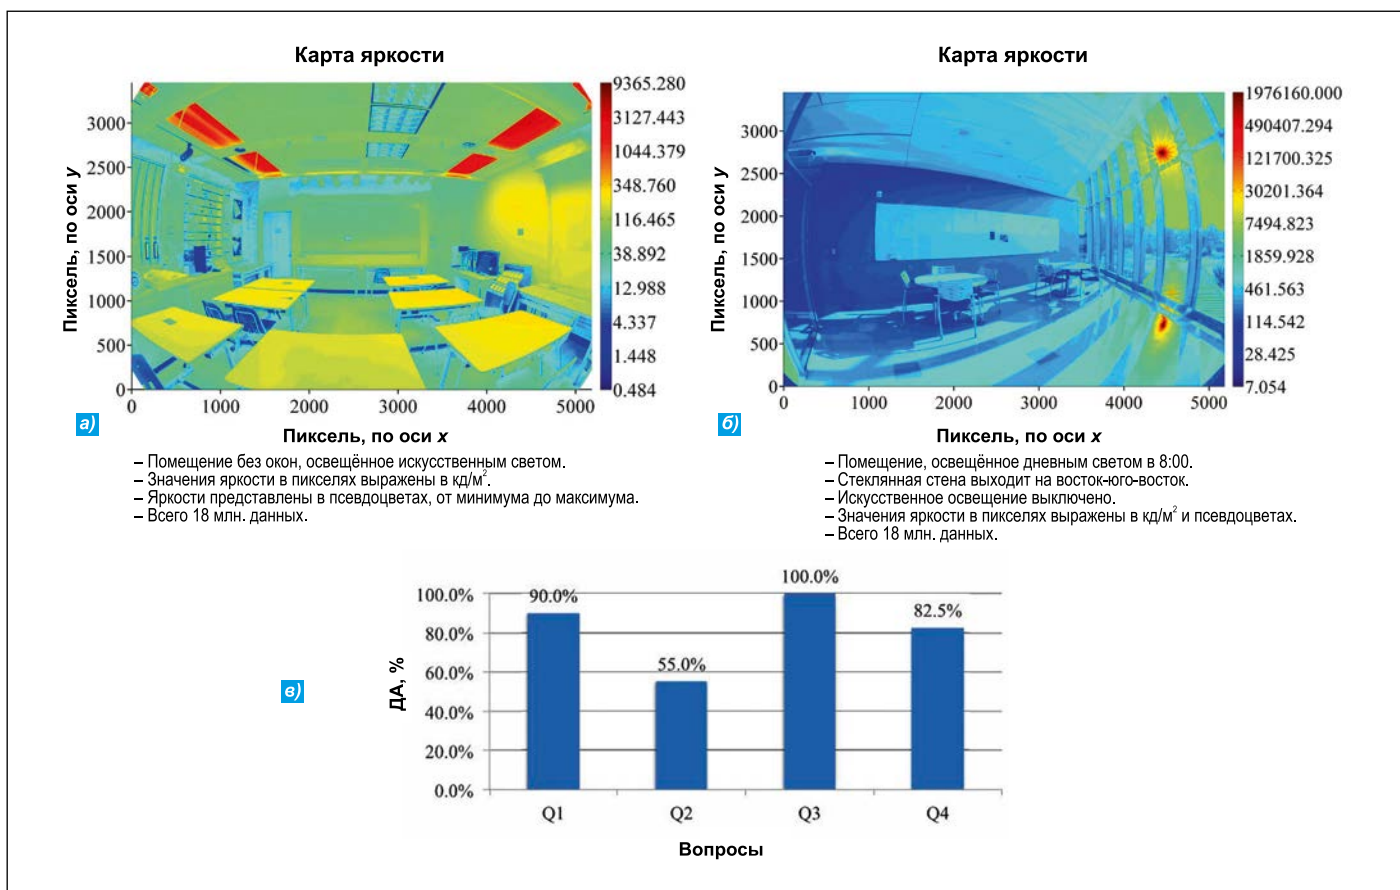 Карта яркости
9365.280
3127.443
1044.379
348.760
116.465
38.892
12.988
4.337
1.448
0.484
3000
2500
2000
1500
1000
500
0
Пиксель, по оси y
0 1000 2000 3000 4000 5000
а)
Пиксель, по оси x
– Помещение без окон, освещённое искусственным светом.
– Значения яркости в пикселях выражены в кд/м².
– Яркости представлены в псевдоцветах, от минимума до максимума.
– Всего 18 млн. данных.
Карта яркости
1976160.000
490407.294
121700.325
30201.364
7494.823
1859.928
461.563
114.542
28.425
7.054
3000
2500
2000
1500
1000
500
0
Пиксель, по оси y
0 1000 2000 3000 4000 5000
б)
Пиксель, по оси x
– Помещение, освещённое дневным светом в 8:00.
– Стеклянная стена выходит на восток-юго-восток.
– Искусственное освещение выключено.
– Значения яркости в пикселях выражены в кд/м² и псевдоцветах.
– Всего 18 млн. данных.
в)
ДА, %
100.0%
80.0%
60.0%
40.0%
20.0%
0.0%
90.0%
55.0%
100.0%
82.5%
Q1 Q2 Q3 Q4
Вопросы